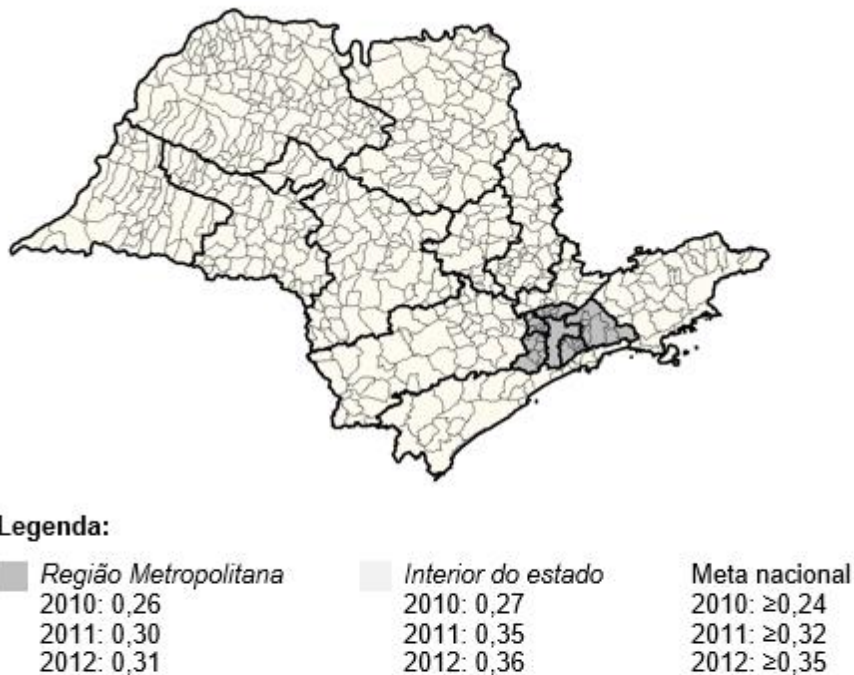 Legenda:
Região Metropolitana
2010: 0,26
2011: 0,30
2012: 0,31
Interior do estado
2010: 0,27
2011: 0,35
2012: 0,36
Meta nacional
2010: ≥0,24
2011: ≥0,32
2012: ≥0,35